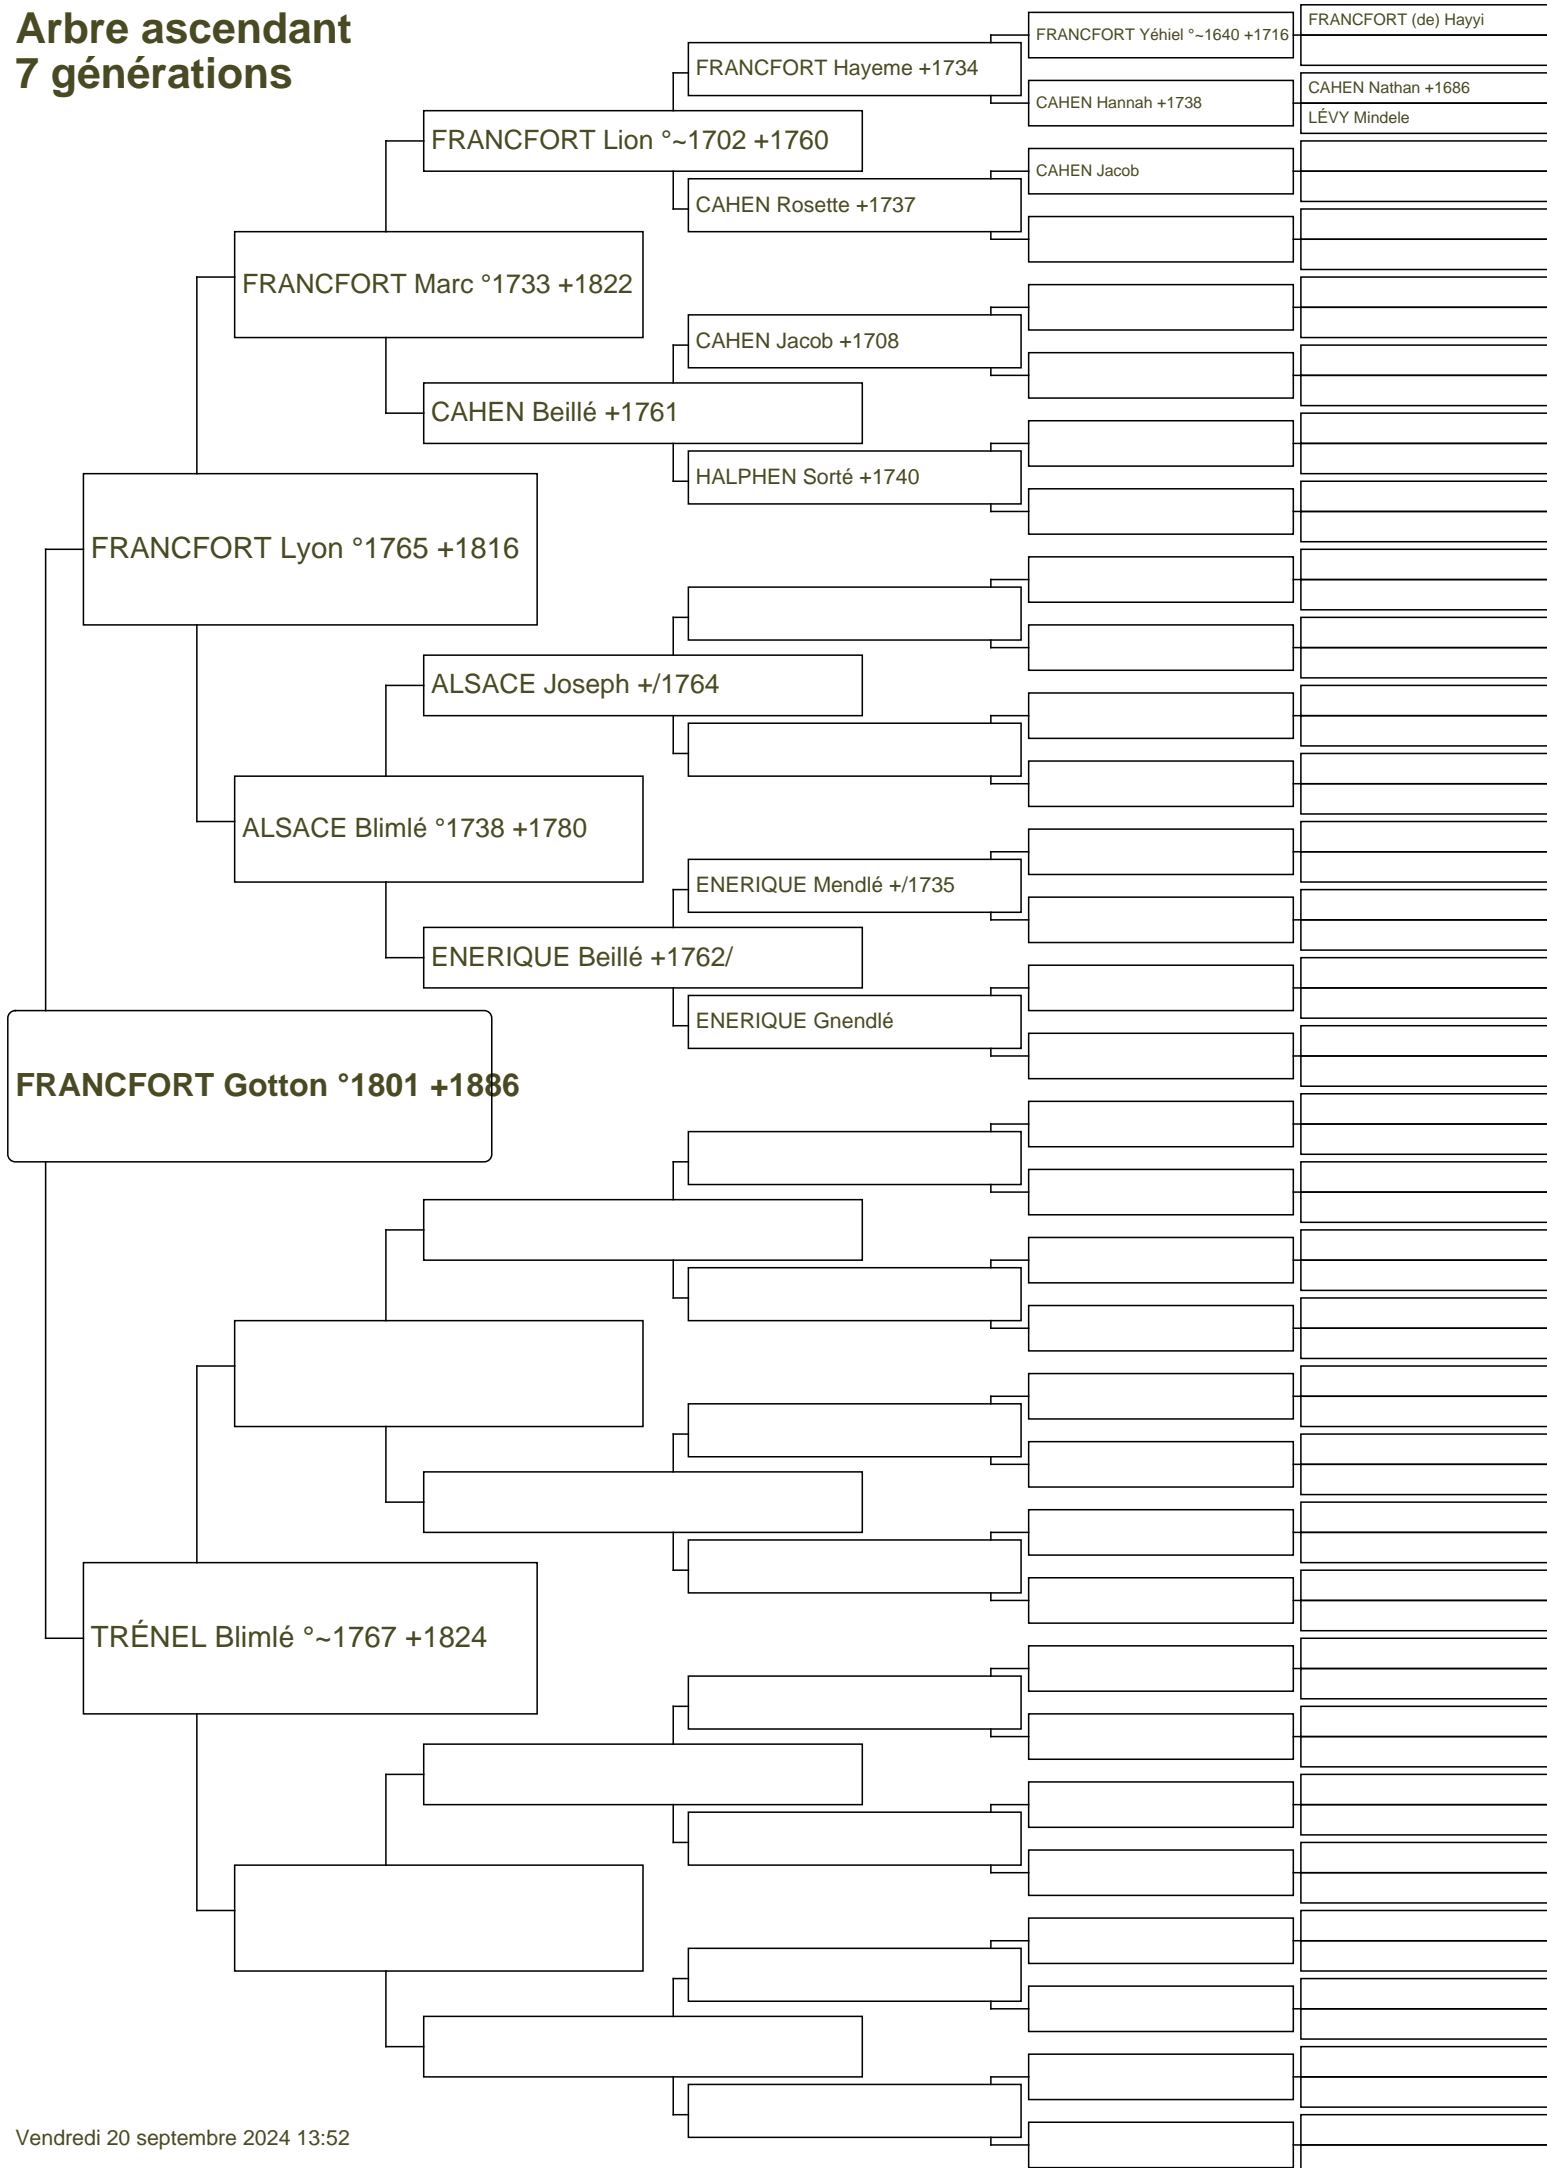 Arbre ascendant
7 générations
FRANCFORT (de) Hayyi
FRANCFORT Yéhiel °~1640 +1716
FRANCFORT Hayeme +1734
CAHEN Nathan +1686
CAHEN Hannah +1738
LÉVY Mindele
FRANCFORT Lion °~1702 +1760
CAHEN Jacob
CAHEN Rosette +1737
FRANCFORT Marc °1733 +1822
CAHEN Jacob +1708
CAHEN Beillé +1761
HALPHEN Sorté +1740
FRANCFORT Lyon °1765 +1816
ALSACE Joseph +/1764
ALSACE Blimlé °1738 +1780
ENERIQUE Mendlé +/1735
ENERIQUE Beillé +1762/
ENERIQUE Gnendlé
FRANCFORT Gotton °1801 +1886
TRÉNEL Blimlé °~1767 +1824
Vendredi 20 septembre 2024 13:52